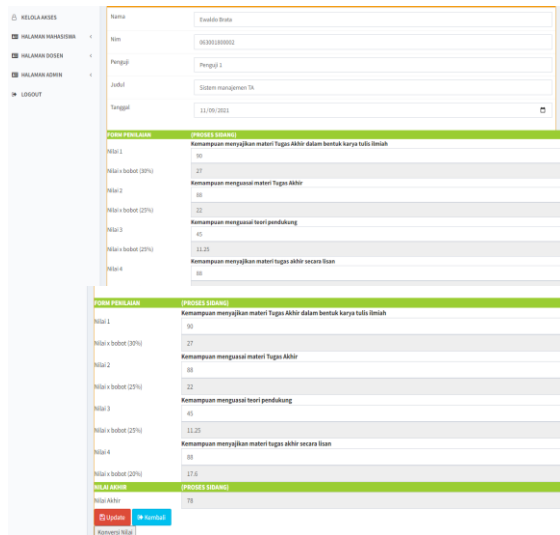 KELOLA AKSES
HALAMAN MAHASISWA
HALAMAN DOSEN
HALAMAN ADMIN
LOGOUT
Nama
Ewaldo Brata
Nim
063001800002
Penguji
Penguji 1
Judul
Sistem manajemen TA
Tanggal
11/09/2021
FORM PENILAIAN (PROSES SIDANG)
Kemampuan menyajikan materi Tugas Akhir dalam bentuk karya tulis ilmiah
Nilai 1
90
Nilai x bobot (30%)
27
Kemampuan menguasai materi Tugas Akhir
Nilai 2
88
Nilai x bobot (25%)
22
Kemampuan menguasai teori pendukung
Nilai 3
45
Nilai x bobot (25%)
11.25
Kemampuan menyajikan materi tugas akhir secara lisan
Nilai 4
88
FORM PENILAIAN (PROSES SIDANG)
Kemampuan menyajikan materi Tugas Akhir dalam bentuk karya tulis ilmiah
Nilai 1
90
Nilai x bobot (30%)
27
Kemampuan menguasai materi Tugas Akhir
Nilai 2
88
Nilai x bobot (25%)
22
Kemampuan menguasai teori pendukung
Nilai 3
45
Nilai x bobot (25%)
11.25
Kemampuan menyajikan materi tugas akhir secara lisan
Nilai 4
88
Nilai x bobot (20%)
17.6
NILAI AKHIR (PROSES SIDANG)
Nilai Akhir
78
Update Kembali
Konversi Nilai